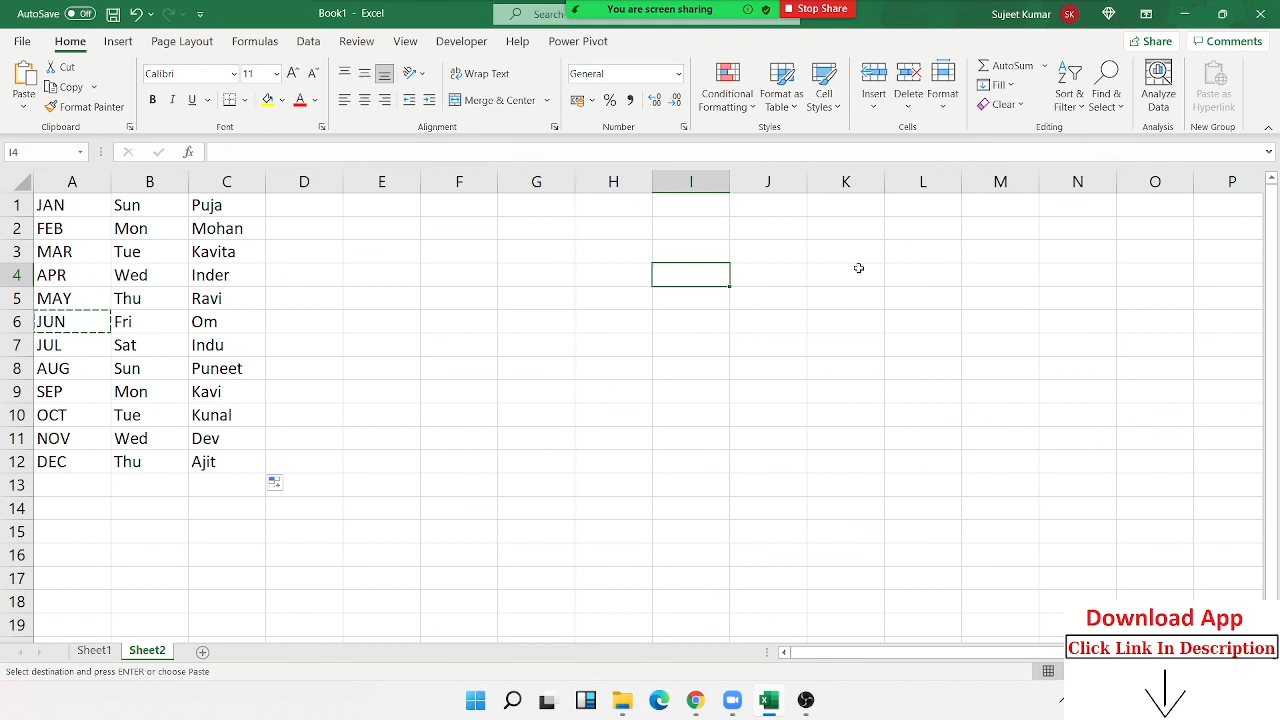 AutoSave Off Book1 - Excel Search You are screen sharing Stop Share Sujeet Kumar SK
File Home Insert Page Layout Formulas Data Review View Developer Help Power Pivot Share Comments
Paste Cut Copy Format Painter Clipboard
Calibri 11 B I U A Font
Wrap Text Merge & Center Alignment
General % Number
Conditional Formatting Format as Table Cell Styles Styles
Insert Delete Format Cells
AutoSum Fill Clear Sort & Filter Find & Select Editing
Analyze Data Analysis
Paste as Hyperlink New Group
I4 fx
A B C D E F G H I J K L M N O P
1 JAN Sun Puja
2 FEB Mon Mohan
3 MAR Tue Kavita
4 APR Wed Inder
5 MAY Thu Ravi
6 JUN Fri Om
7 JUL Sat Indu
8 AUG Sun Puneet
9 SEP Mon Kavi
10 OCT Tue Kunal
11 NOV Wed Dev
12 DEC Thu Ajit
13
14
15
16
17
18
19
Download App
Click Link In Description
Sheet1 Sheet2
Select destination and press ENTER or choose Paste